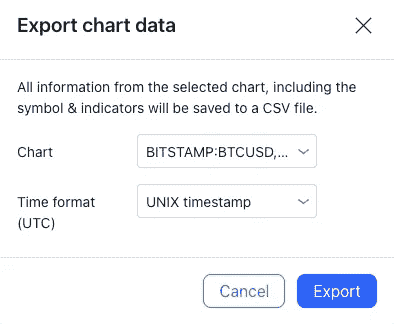 Export chart data
All information from the selected chart, including the
symbol & indicators will be saved to a CSV file.
Chart
BITSTAMP:BTCUSD,...
Time format
(UTC)
UNIX timestamp
Cancel
Export